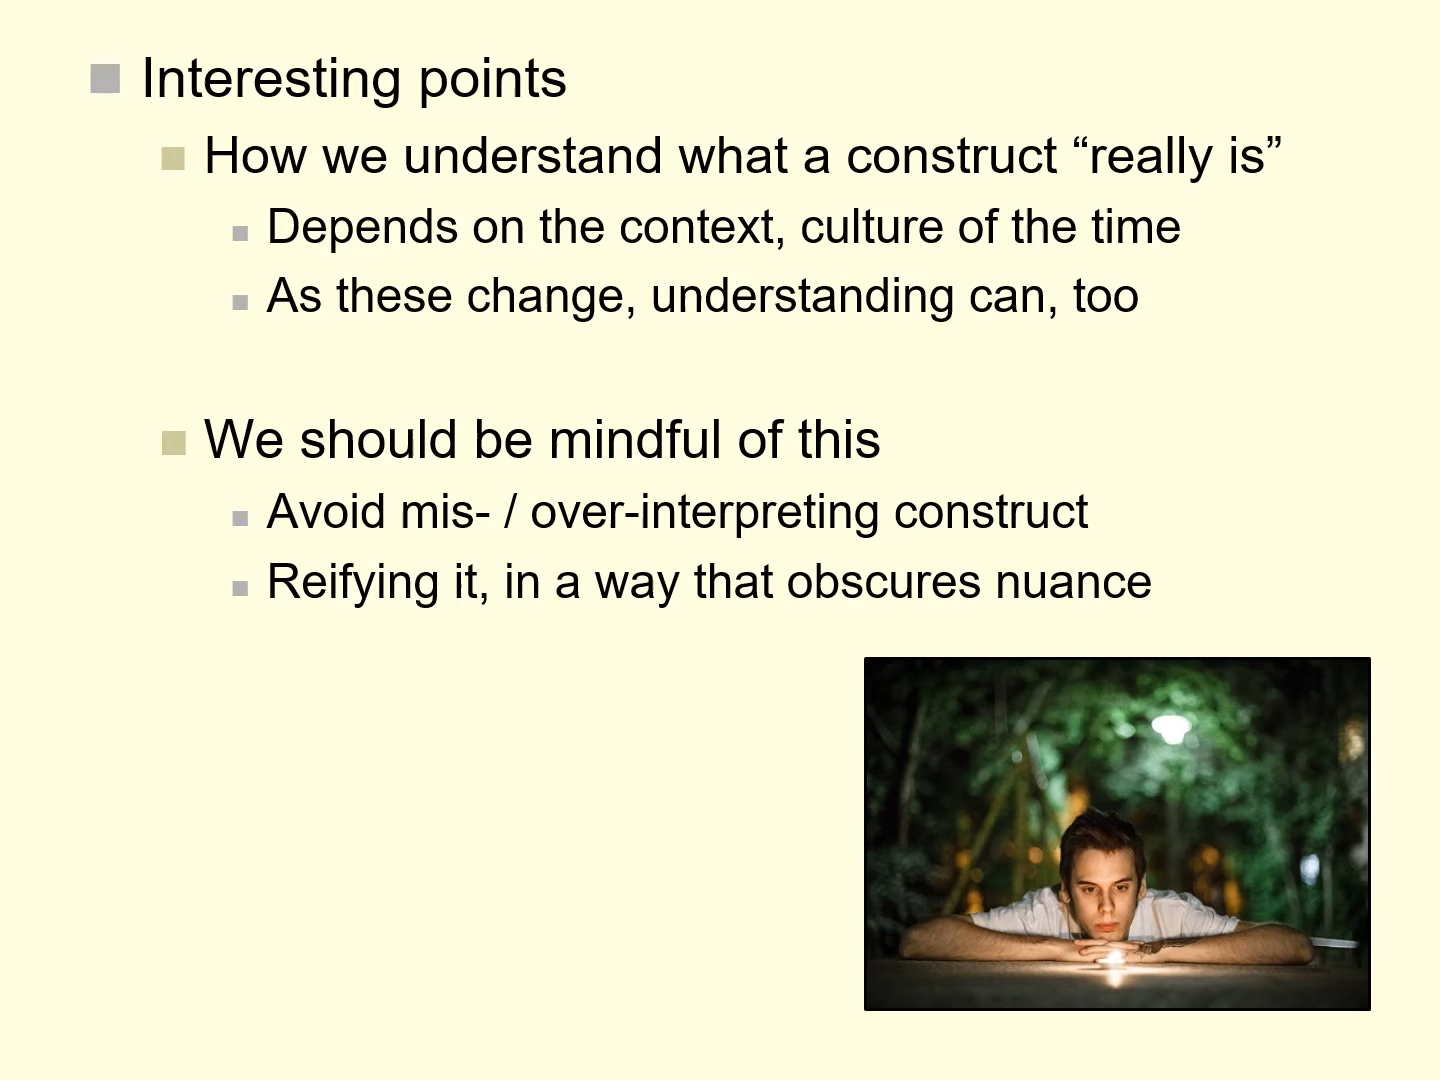 Interesting points
How we understand what a construct “really is”
Depends on the context, culture of the time
As these change, understanding can, too
We should be mindful of this
Avoid mis- / over-interpreting construct
Reifying it, in a way that obscures nuance